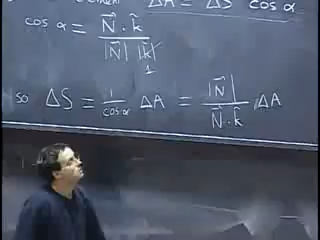 ΔA = ΔS cos α
cos α = N⃗ · k̂ / |N⃗| |k̂|
1
so ΔS = 1/cos α ΔA = |N⃗| / N⃗ · k̂ ΔA